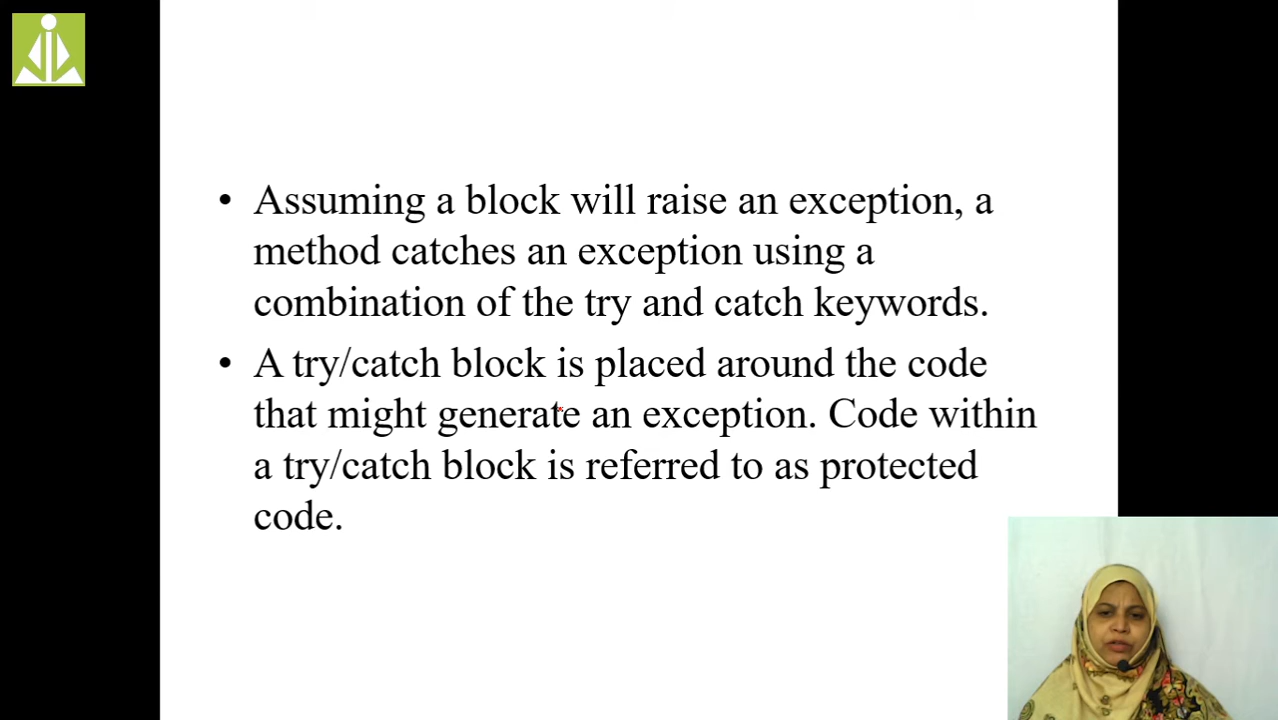 • Assuming a block will raise an exception, a
method catches an exception using a
combination of the try and catch keywords.
• A try/catch block is placed around the code
that might generate an exception. Code within
a try/catch block is referred to as protected
code.